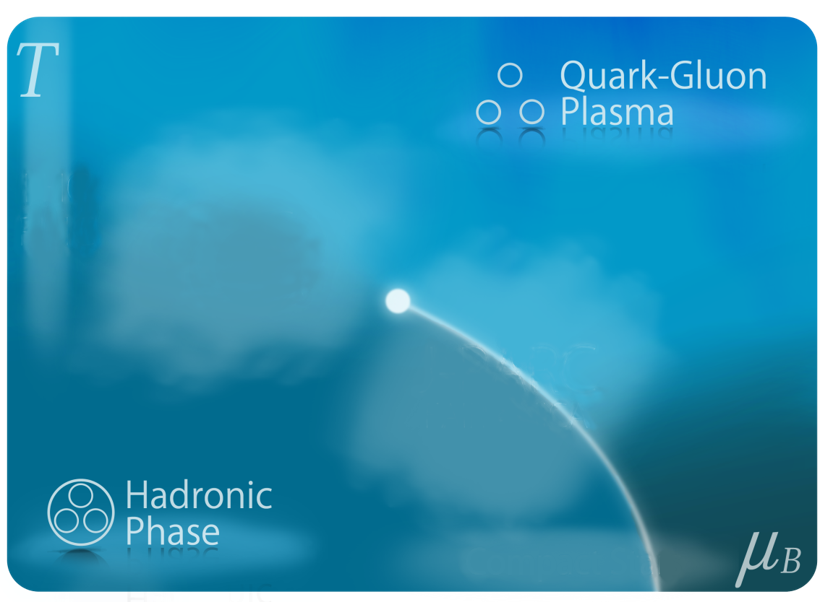 T
Quark-Gluon
Plasma
Hadronic
Phase
μB